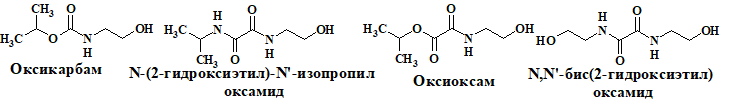 CH₃
H₃C
O
O
N
H
OH
Оксикарбам
H
N
H₃C
CH₃
O
O
N
H
OH
N-(2-гидроксиэтил)-N'-изопропил
оксамид
CH₃
H₃C
O
O
O
N
H
OH
Оксиоксам
HO
H
N
O
O
N
H
OH
N,N'-бис(2-гидроксиэтил)
оксамид